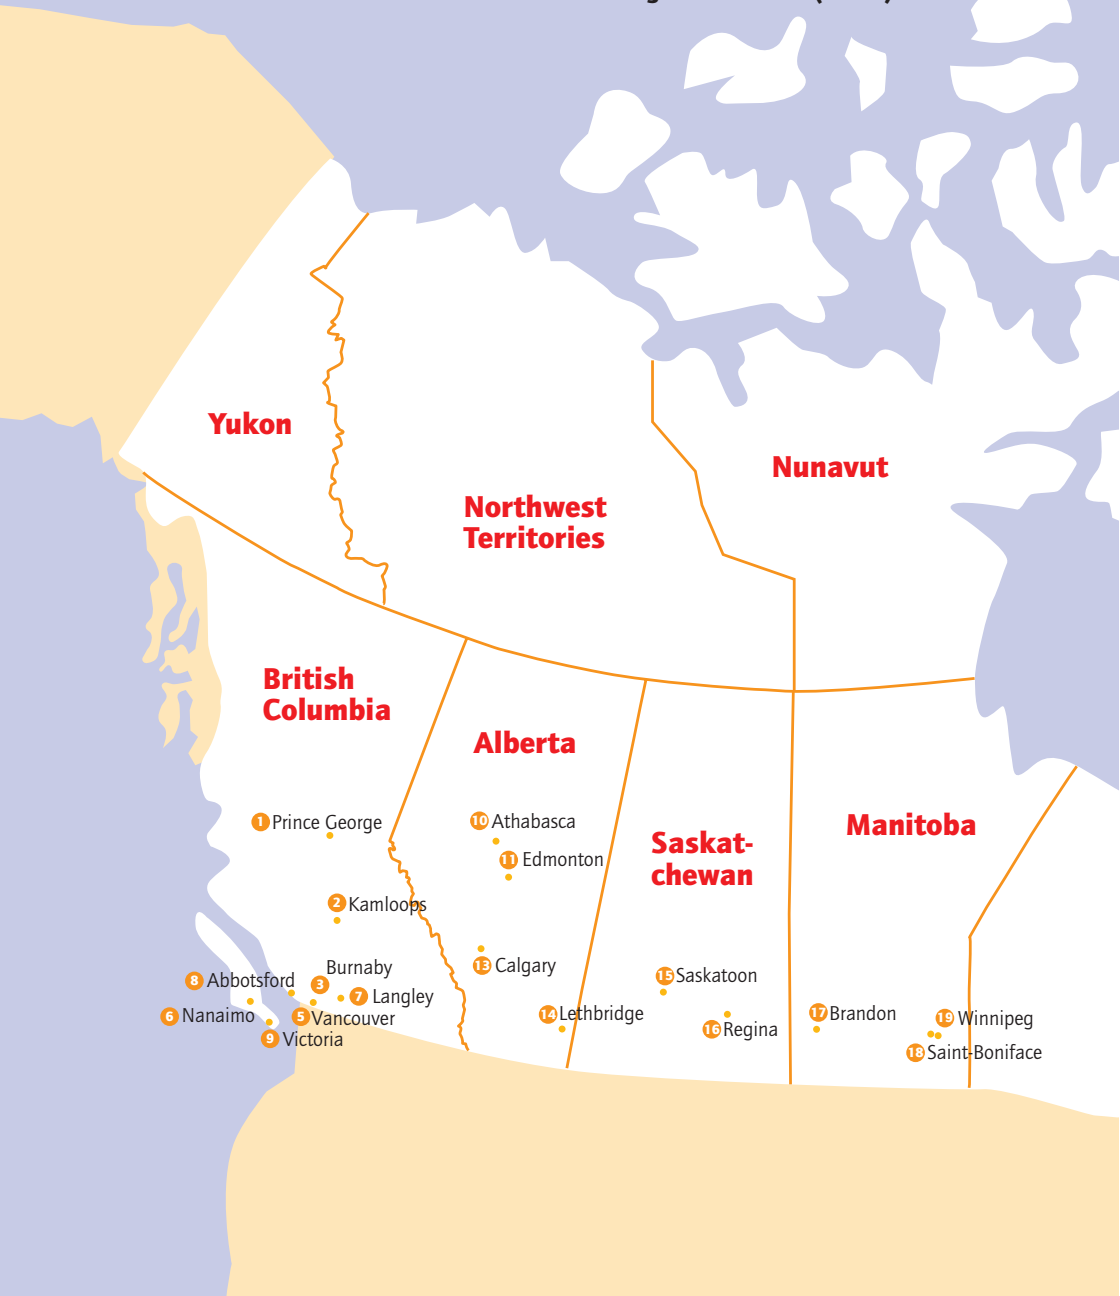 Yukon
Nunavut
Northwest
Territories
British
Columbia
Alberta
1 Prince George
10 Athabasca
Manitoba
Saskat-
chewan
11 Edmonton
2 Kamloops
13 Calgary
Burnaby
3
8 Abbotsford
7 Langley
15 Saskatoon
6 Nanaimo
5 Vancouver
14 Lethbridge
17 Brandon
19 Winnipeg
16 Regina
9 Victoria
18 Saint-Boniface